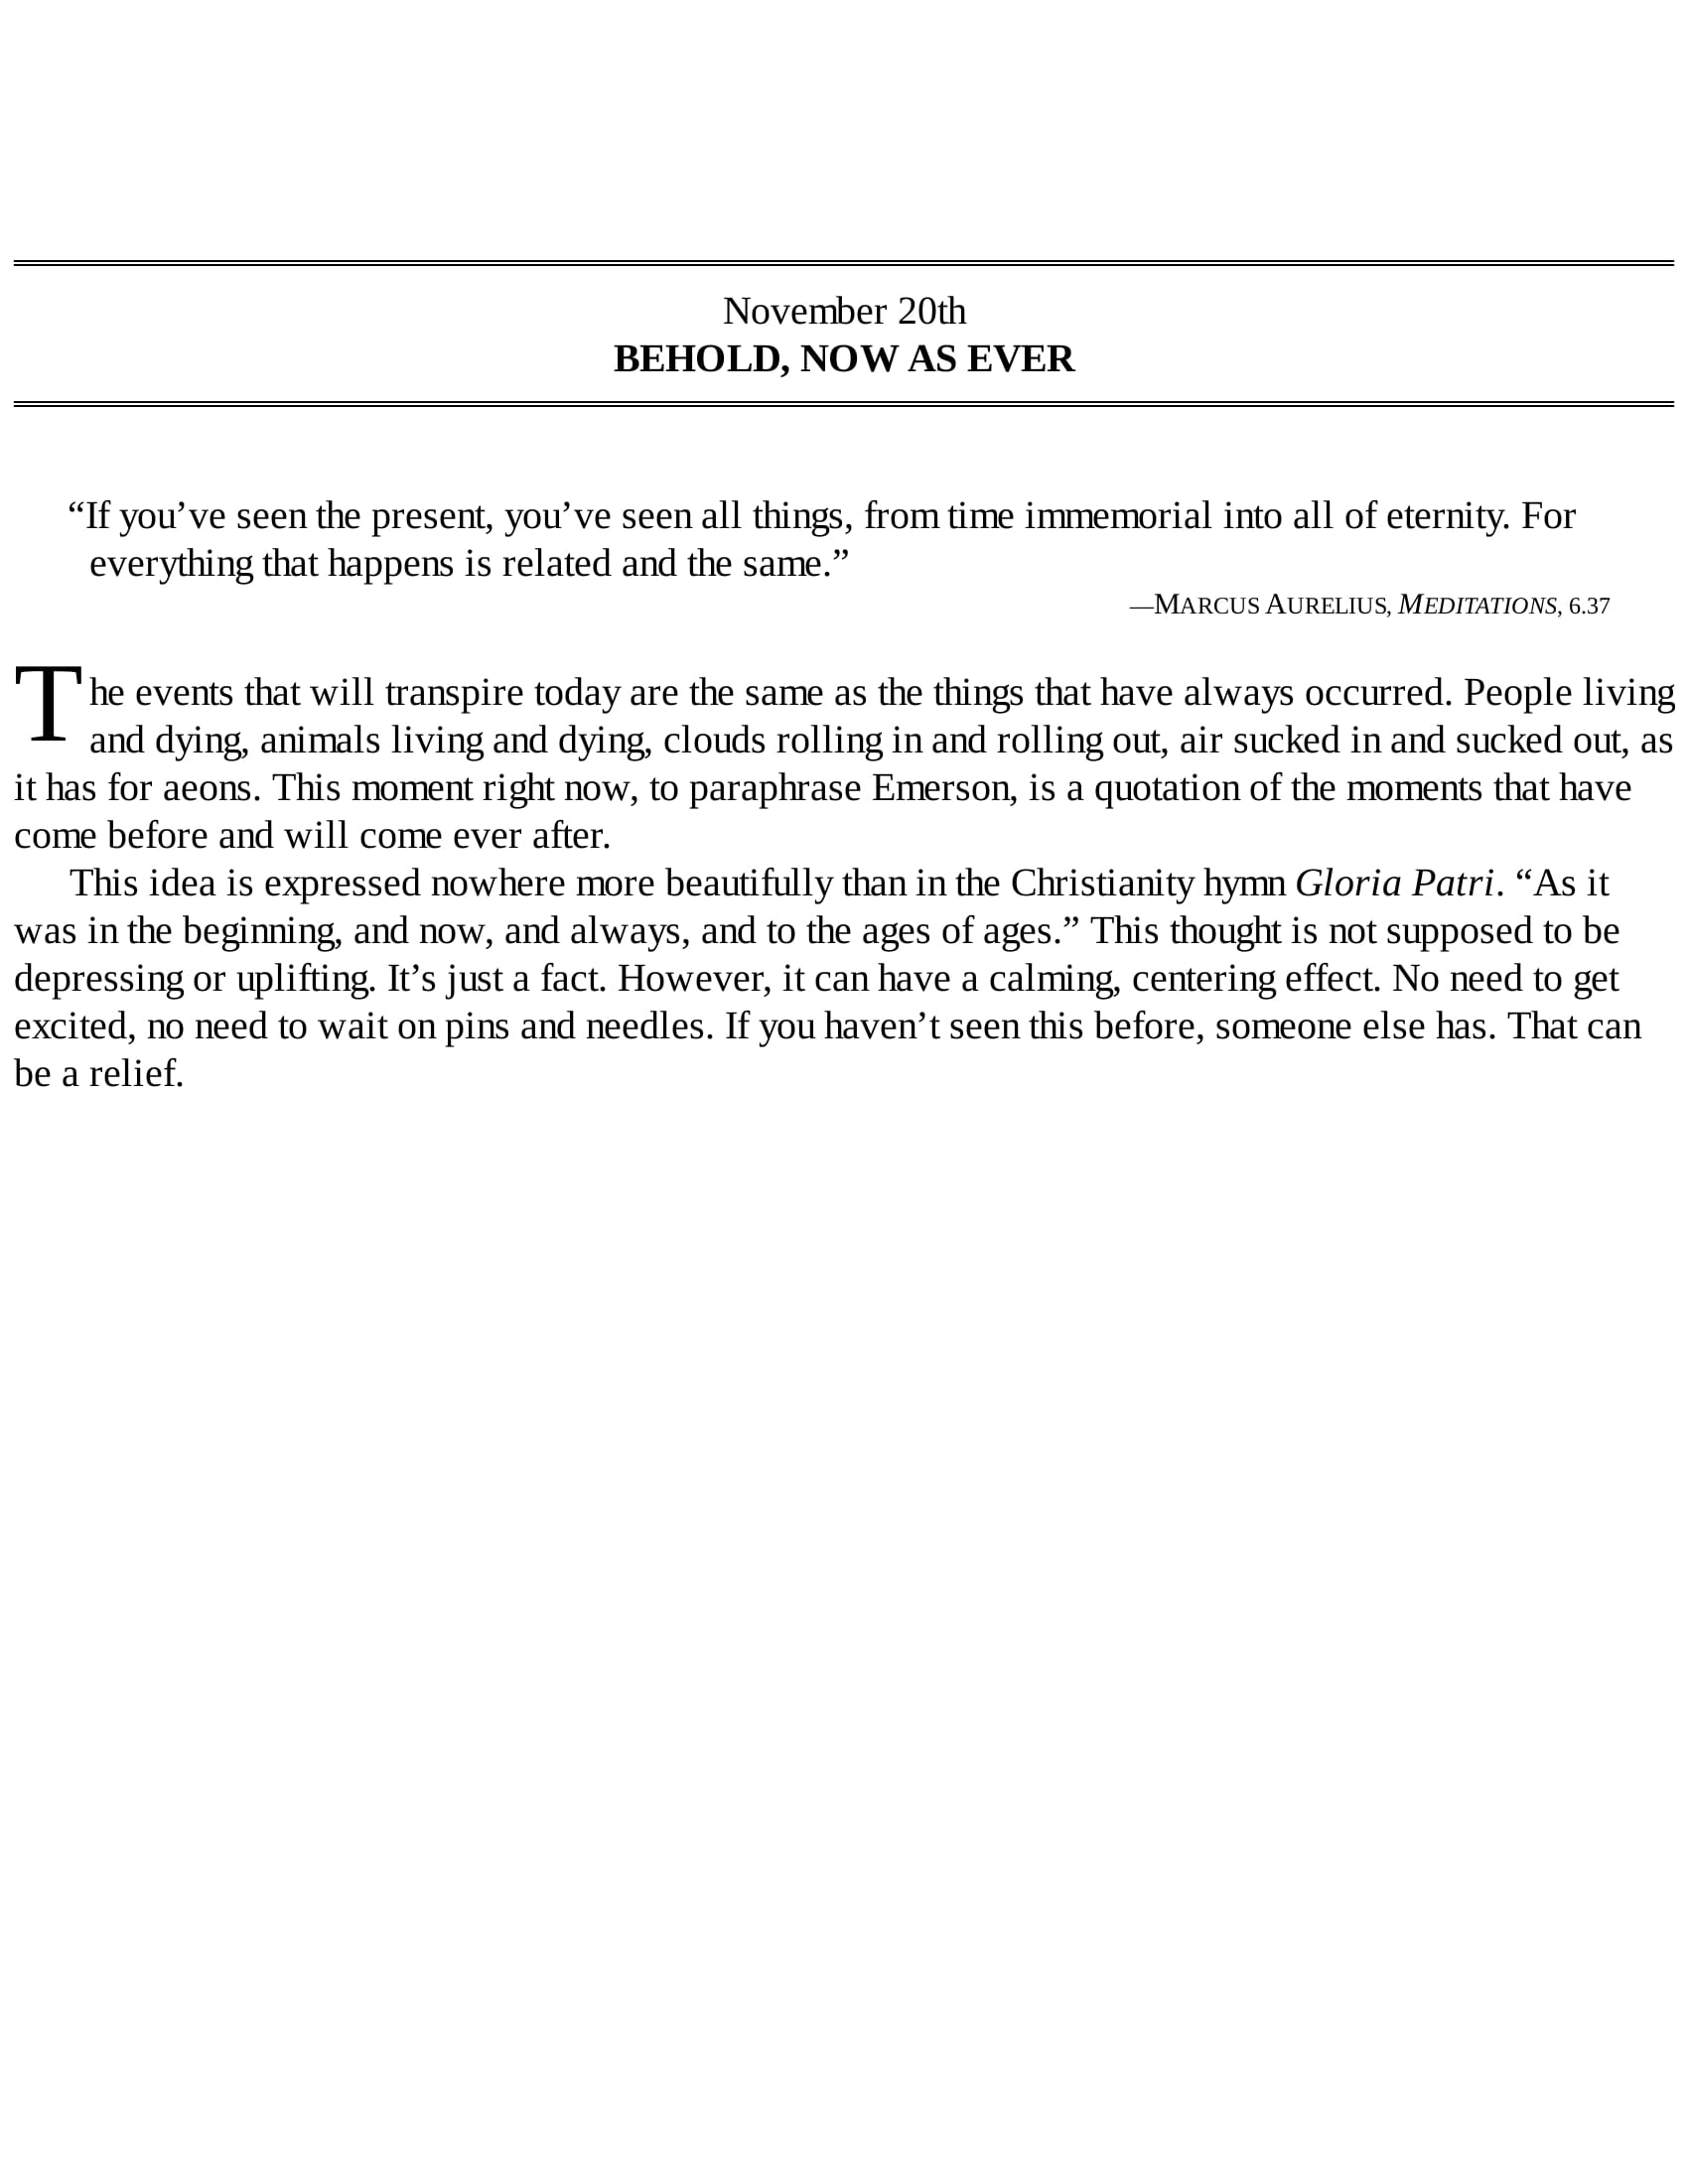 November 20th
BEHOLD, NOW AS EVER
“If you’ve seen the present, you’ve seen all things, from time immemorial into all of eternity. For
everything that happens is related and the same.”
—MARCUS AURELIUS, MEDITATIONS, 6.37
The events that will transpire today are the same as the things that have always occurred. People living
and dying, animals living and dying, clouds rolling in and rolling out, air sucked in and sucked out, as
it has for aeons. This moment right now, to paraphrase Emerson, is a quotation of the moments that have
come before and will come ever after.
This idea is expressed nowhere more beautifully than in the Christianity hymn Gloria Patri. “As it
was in the beginning, and now, and always, and to the ages of ages.” This thought is not supposed to be
depressing or uplifting. It’s just a fact. However, it can have a calming, centering effect. No need to get
excited, no need to wait on pins and needles. If you haven’t seen this before, someone else has. That can
be a relief.